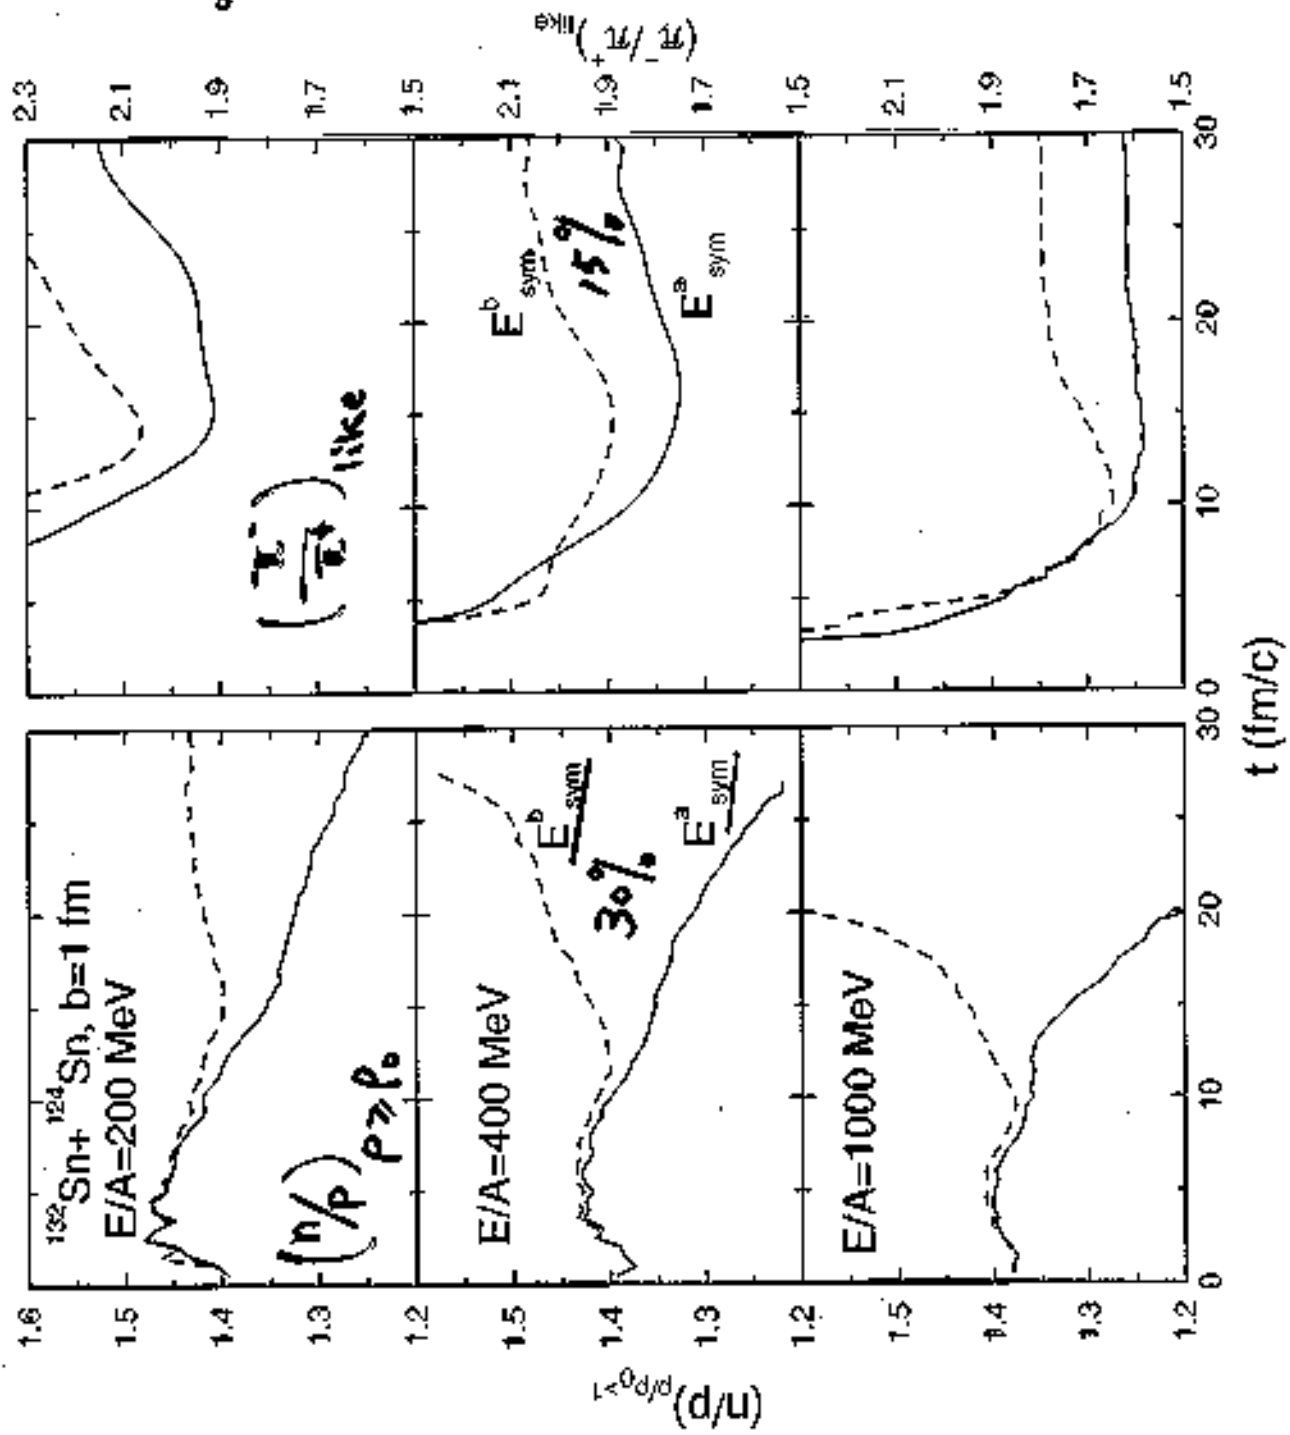 ¹³²Sn+ ¹²⁴Sn, b=1 fm
E/A=200 MeV
(n/p) ρ≥ρ₀
1.6
1.5
1.4
1.3
1.2
E/A=400 MeV
E^b_sym
30%
E^a_sym
1.5
1.4
1.3
1.2
E/A=1000 MeV
1.5
1.4
1.3
1.2
(n/p)ρ/ρ₀>1
0 10 20 30
(π⁻/π⁺) like
2.3
2.1
1.9
1.7
1.5
E^b_sym
15%
E^a_sym
2.1
1.9
1.7
1.5
2.1
1.9
1.7
1.5
(π⁻/π⁺)like
0 10 20 30
t (fm/c)